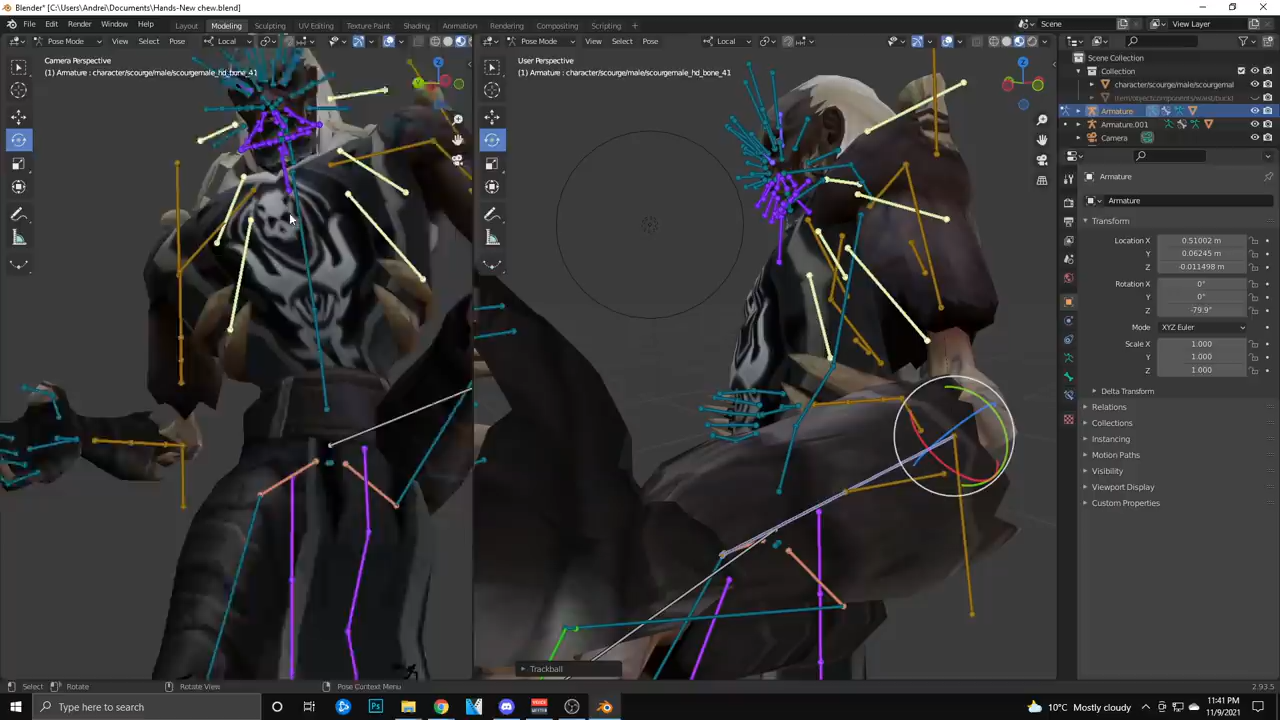 Blender* [C:\Users\Andrei\Documents\Hands-New chew.blend]
File Edit Render Window Help
Layout Modeling Sculpting UV Editing Texture Paint Shading Animation Rendering Compositing Scripting
Scene
View Layer
Pose Mode View Select Pose Local
Pose Mode View Select Pose Local
Camera Perspective
(1) Armature : character/scourge/male/scourgemale_hd_bone_41
User Perspective
(1) Armature : character/scourge/male/scourgemale_hd_bone_41
Scene Collection
Collection
character/scourge/male/scourgemal
Armature
Armature.001
Camera
Armature
Armature
Transform
Location X 0.51002 m
Y 0.06245 m
Z -0.011498 m
Rotation X 0°
Y 0°
Z -79.9°
Mode XYZ Euler
Scale X 1.000
Y 1.000
Z 1.000
Delta Transform
Relations
Collections
Instancing
Motion Paths
Visibility
Viewport Display
Custom Properties
Trackball
Select Rotate Rotate View Pose Context Menu
2.93.5
Type here to search
10°C Mostly cloudy
11:41 PM
11/9/2021